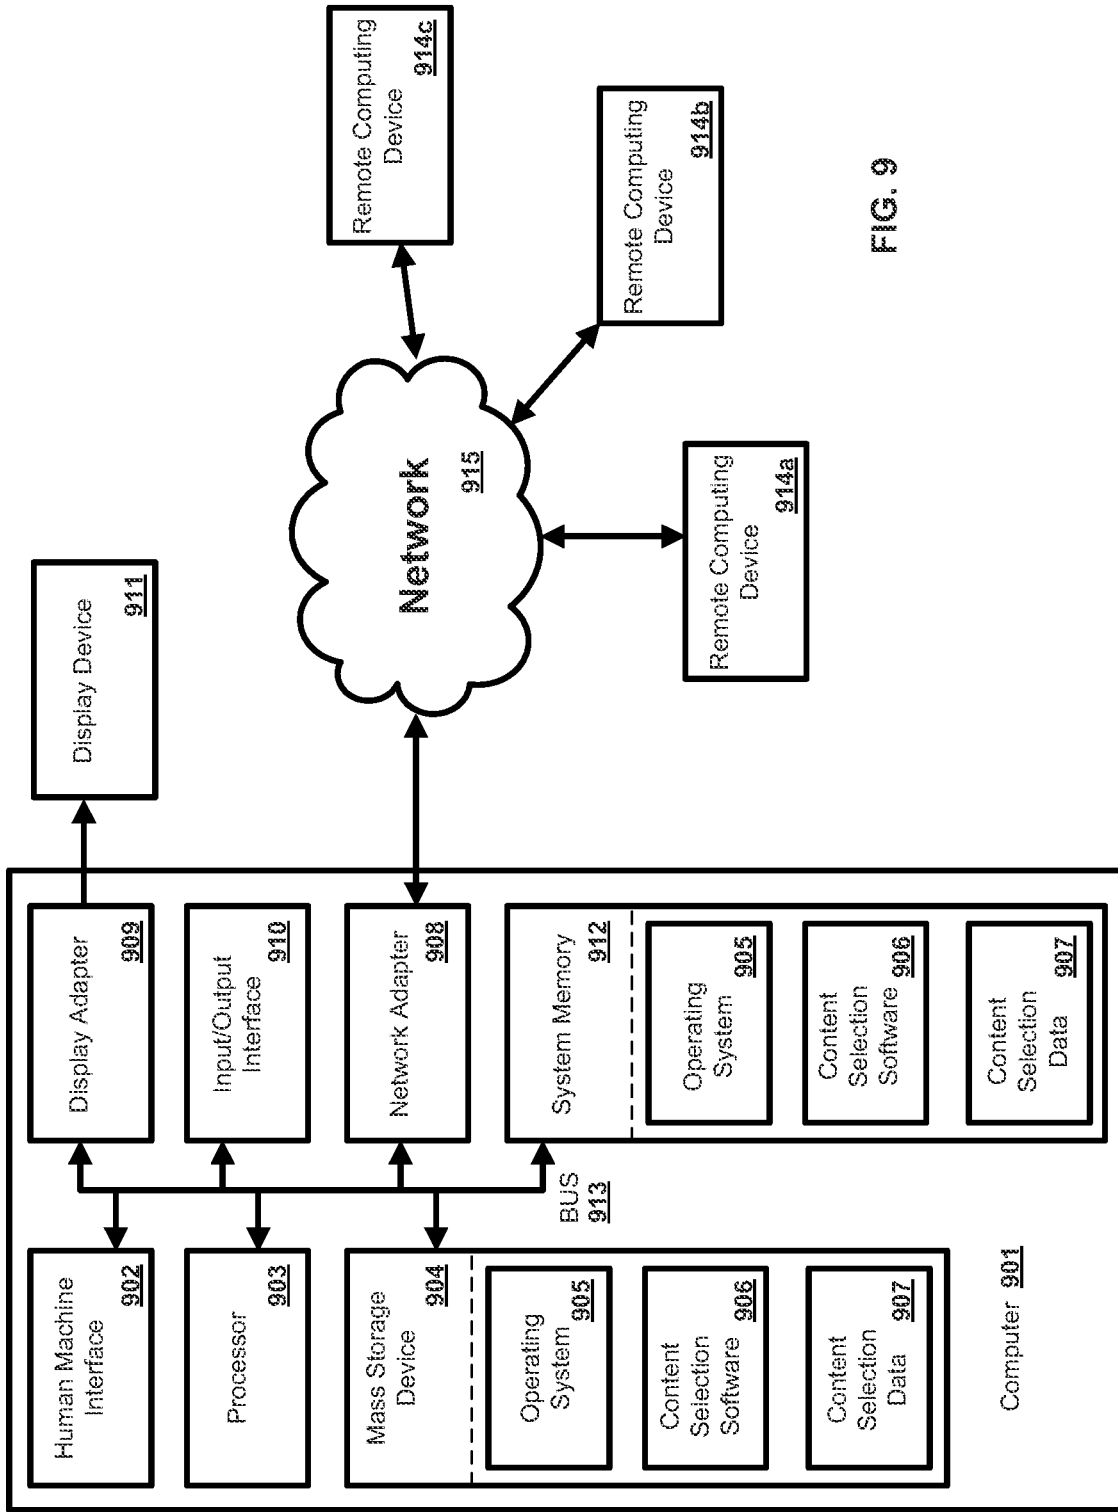 Human Machine
Interface
902
Processor
903
Mass Storage
Device
904
Operating
System
905
Content
Selection
Software
906
Content
Selection
Data
907
Computer 901
BUS
913
Display Adapter
909
Input/Output
Interface
910
Network Adapter
908
System Memory
912
Operating
System
905
Content
Selection
Software
906
Content
Selection
Data
907
Display Device
911
Network
915
Remote Computing
Device
914a
Remote Computing
Device
914b
Remote Computing
Device
914c
FIG. 9